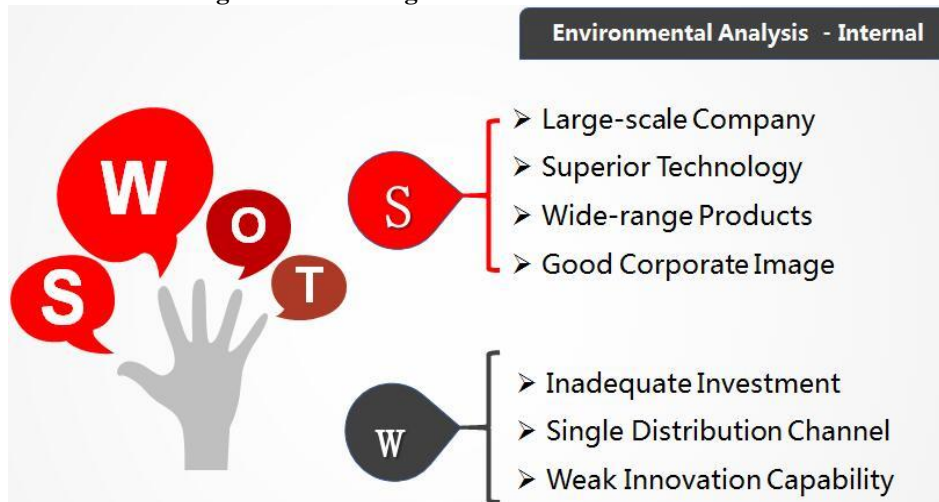 Environmental Analysis - Internal
W
O
S
T
S
➢ Large-scale Company
➢ Superior Technology
➢ Wide-range Products
➢ Good Corporate Image
W
➢ Inadequate Investment
➢ Single Distribution Channel
➢ Weak Innovation Capability